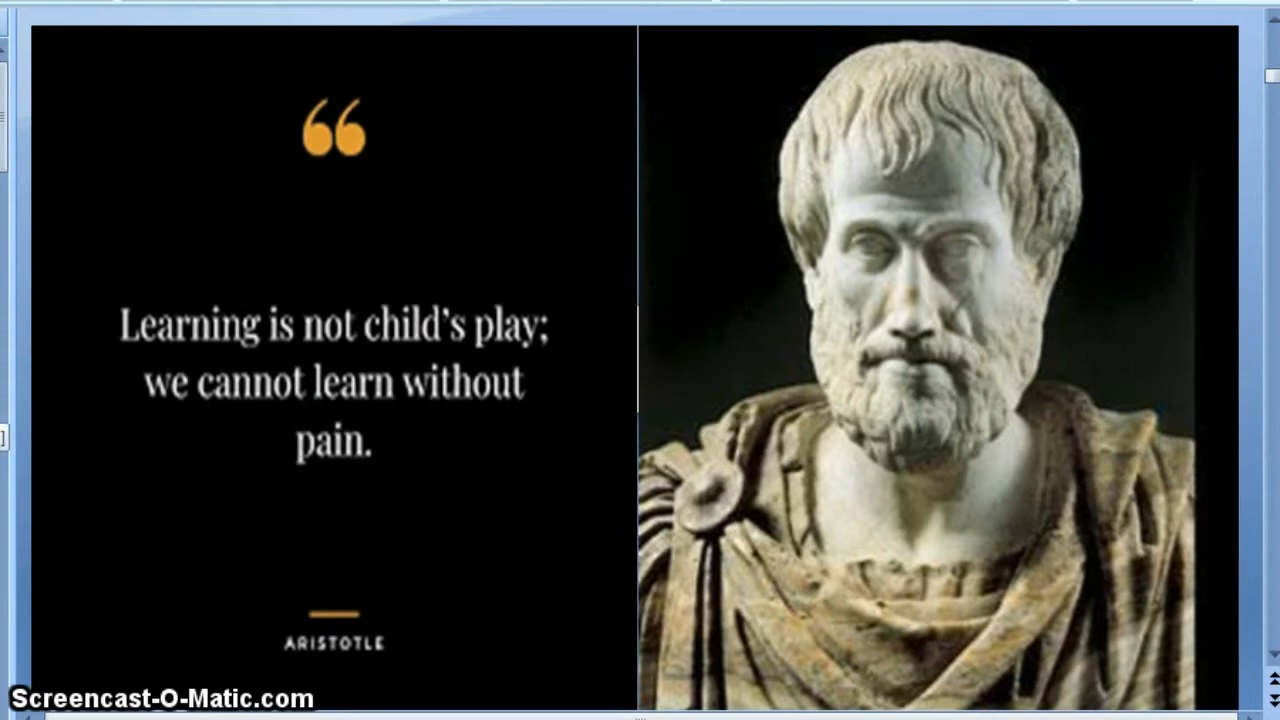 “
Learning is not child’s play;
we cannot learn without
pain.
ARISTOTLE
Screencast-O-Matic.com